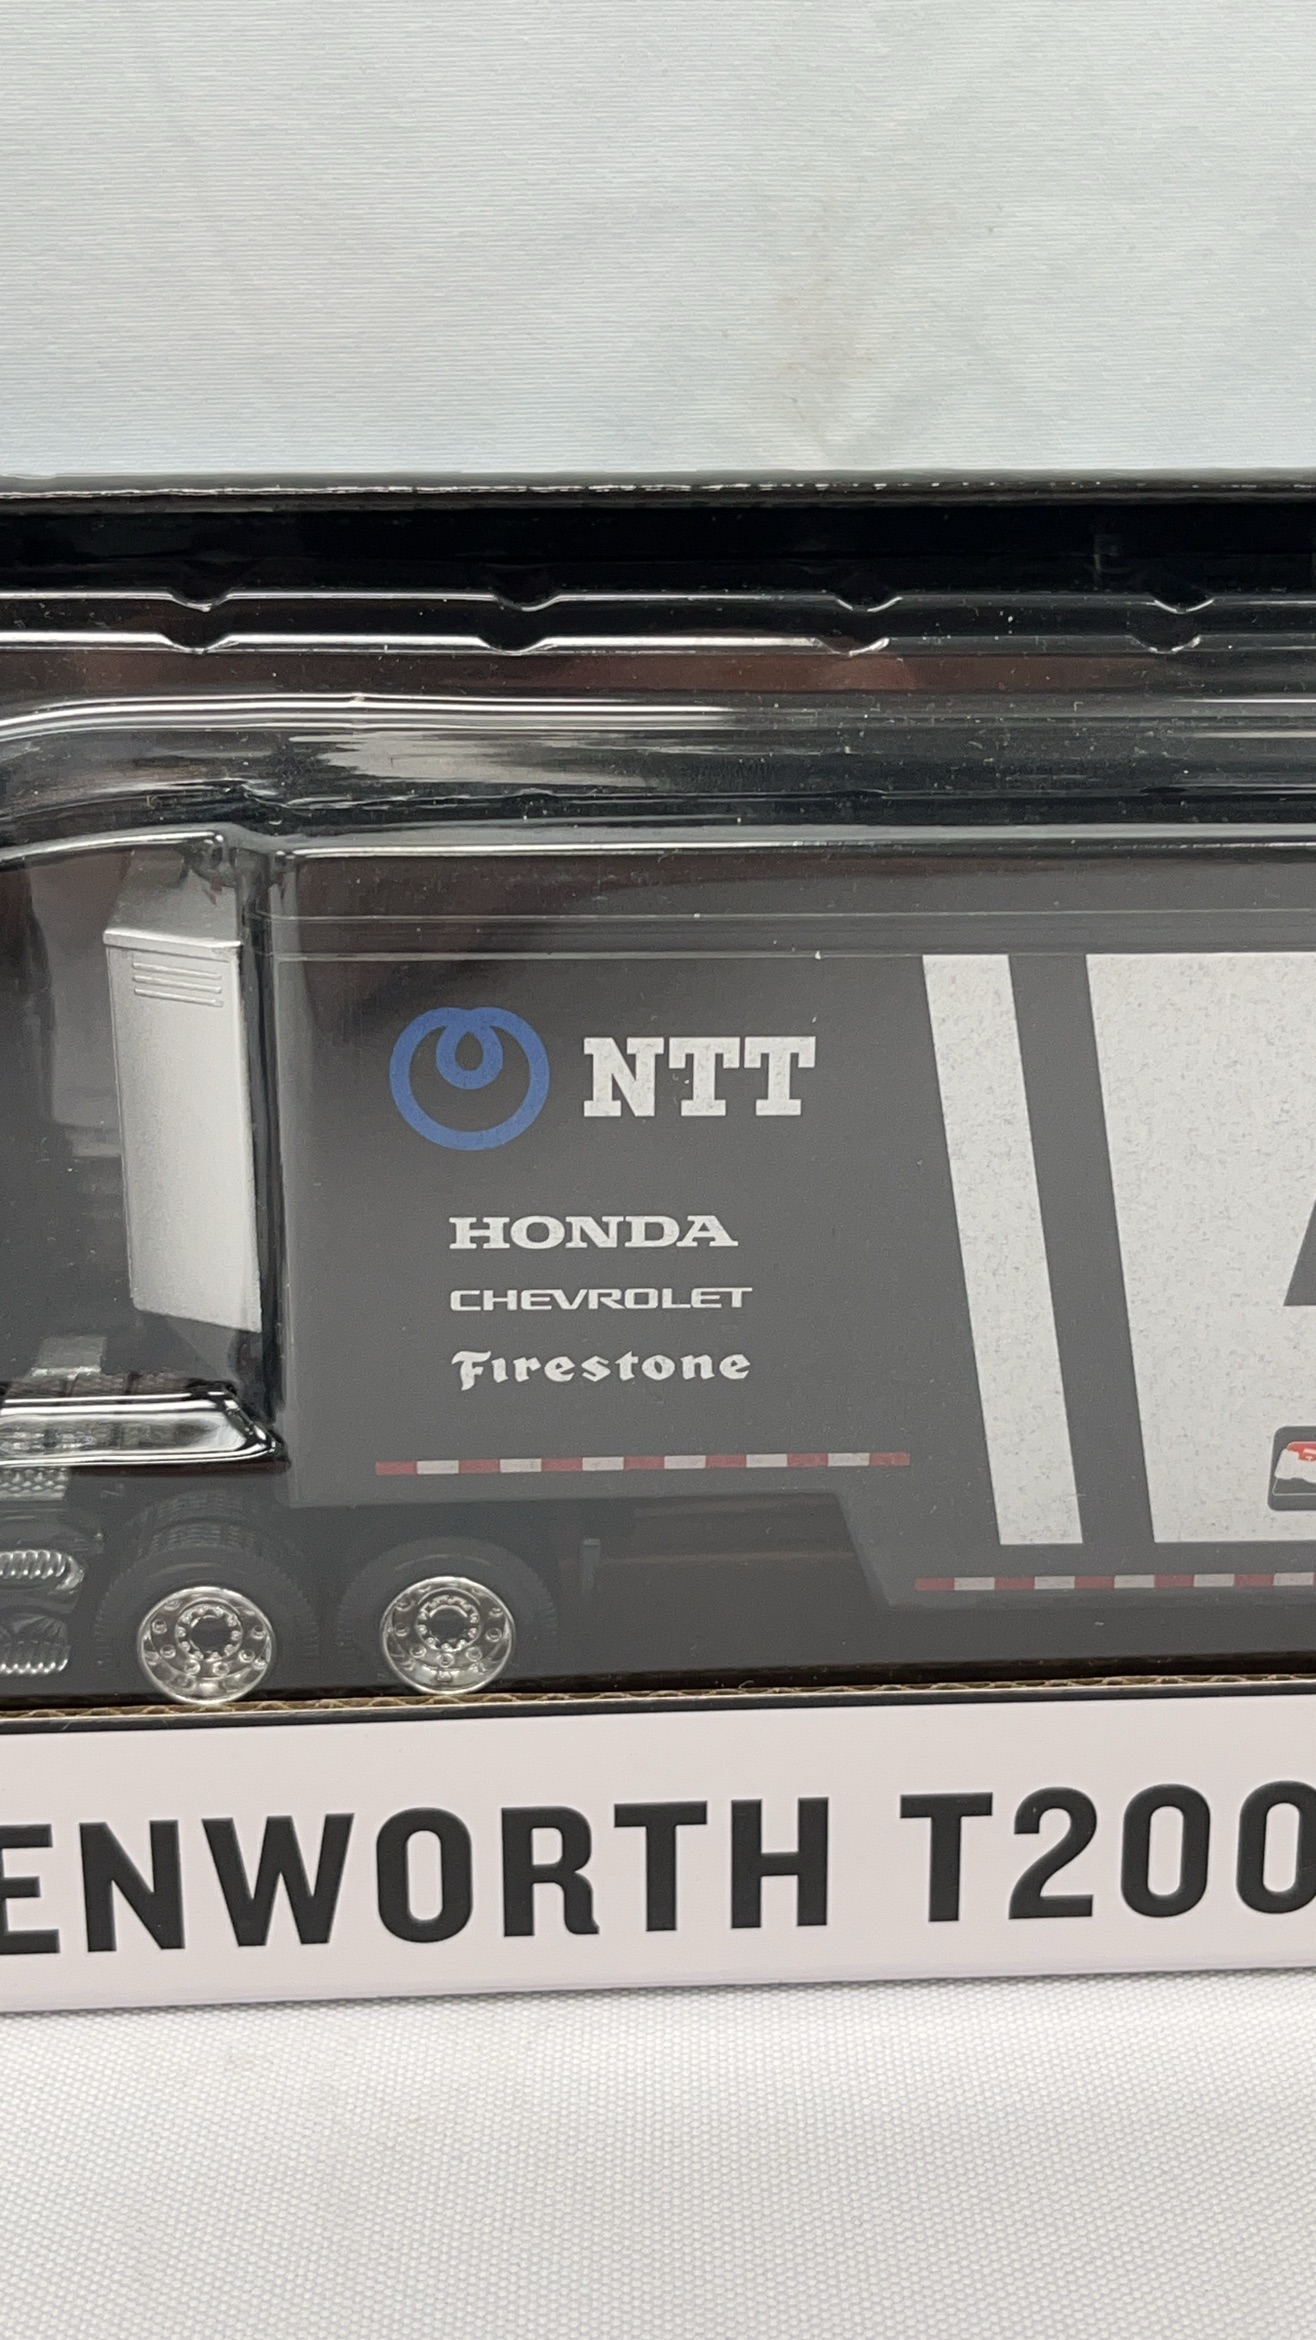 NTT
HONDA
CHEVROLET
Firestone
ENWORTH T200